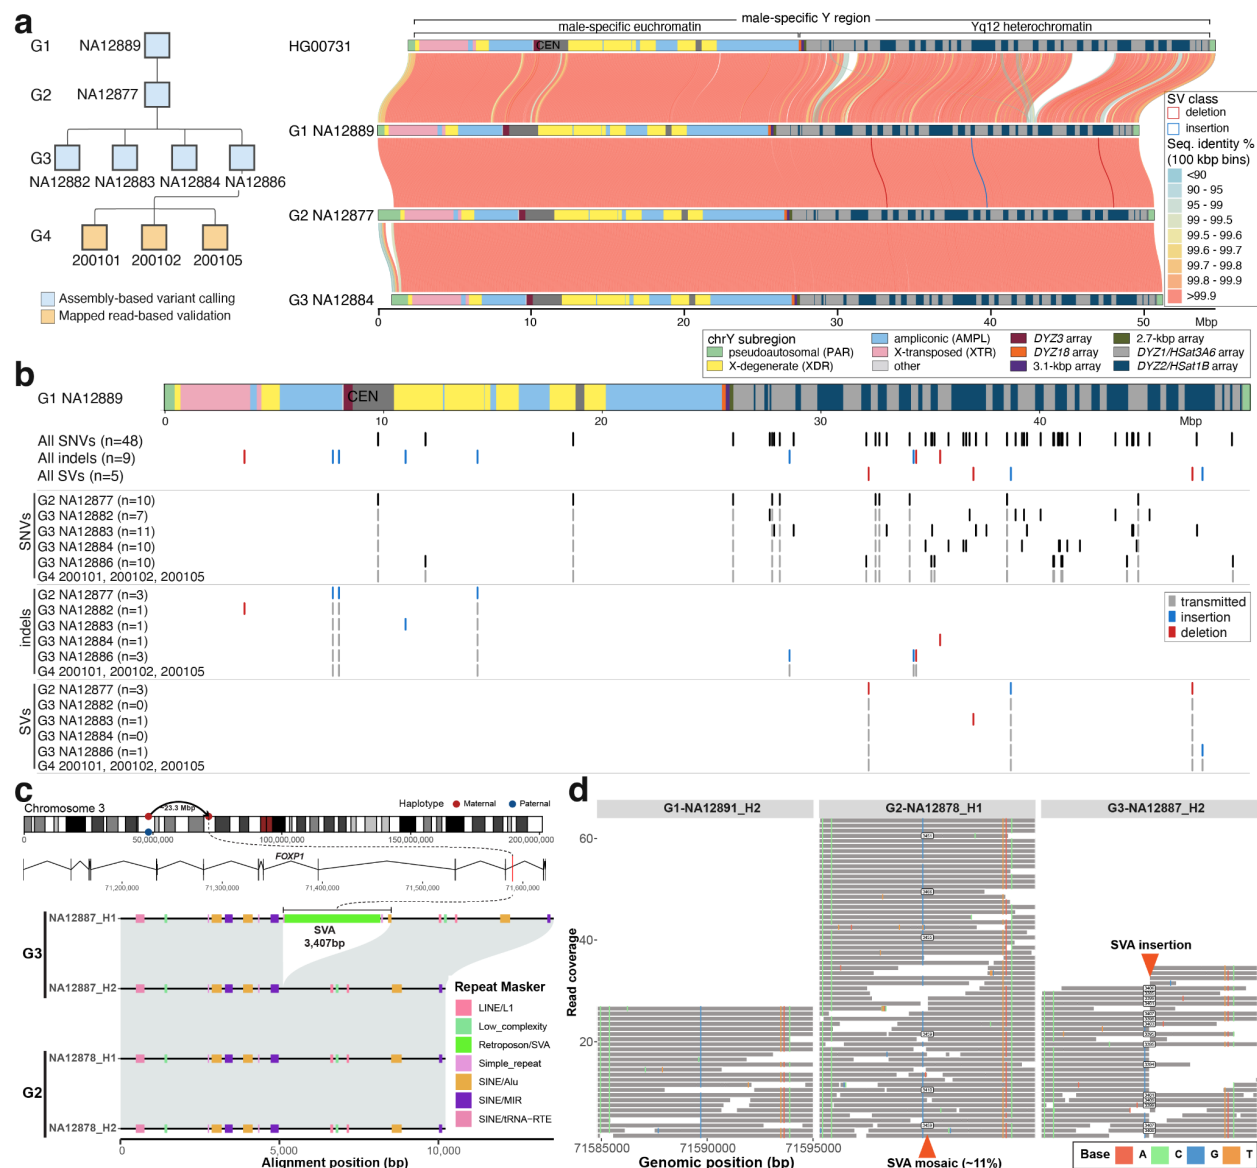 a
G1 NA12889
G2 NA12877
G3
NA12882 NA12883 NA12884 NA12886
G4
200101 200102 200105
Assembly-based variant calling
Mapped read-based validation
male-specific Y region
male-specific euchromatin Yq12 heterochromatin
HG00731
CEN
G1 NA12889
G2 NA12877
G3 NA12884
0 10 20 30 40 50 Mbp
SV class
deletion
insertion
Seq. identity %
(100 kbp bins)
<90
90 - 95
95 - 99
99 - 99.5
99.5 - 99.6
99.6 - 99.7
99.7 - 99.8
99.8 - 99.9
>99.9
chrY subregion
pseudoautosomal (PAR)
X-degenerate (XDR)
ampliconic (AMPL)
X-transposed (XTR)
other
DYZ3 array
DYZ18 array
3.1-kbp array
2.7-kbp array
DYZ1/HSat3A6 array
DYZ2/HSat1B array
b
G1 NA12889
CEN
0 10 20 30 40 Mbp
All SNVs (n=48)
All indels (n=9)
All SVs (n=5)
SNVs
G2 NA12877 (n=10)
G3 NA12882 (n=7)
G3 NA12883 (n=11)
G3 NA12884 (n=10)
G3 NA12886 (n=10)
G4 200101, 200102, 200105
indels
G2 NA12877 (n=3)
G3 NA12882 (n=1)
G3 NA12883 (n=1)
G3 NA12884 (n=1)
G3 NA12886 (n=3)
G4 200101, 200102, 200105
transmitted
insertion
deletion
SVs
G2 NA12877 (n=3)
G3 NA12882 (n=0)
G3 NA12883 (n=1)
G3 NA12884 (n=0)
G3 NA12886 (n=1)
G4 200101, 200102, 200105
c
Chromosome 3
~23.3 Mbp
Haplotype Maternal Paternal
0 50,000,000 100,000,000 150,000,000 200,000,000
FOXP1
71,200,000 71,300,000 71,400,000 71,500,000 71,600,000
G3
NA12887_H1
SVA
3,407bp
NA12887_H2
G2
NA12878_H1
NA12878_H2
Repeat Masker
LINE/L1
Low_complexity
Retroposon/SVA
Simple_repeat
SINE/Alu
SINE/MIR
SINE/tRNA-RTE
0 5,000 10,000
Alignment position (bp)
d
G1-NA12891_H2 G2-NA12878_H1 G3-NA12887_H2
Read coverage
60
40
20
SVA insertion
71585000 71590000 71595000
Genomic position (bp)
SVA mosaic (~11%)
Base A C G T